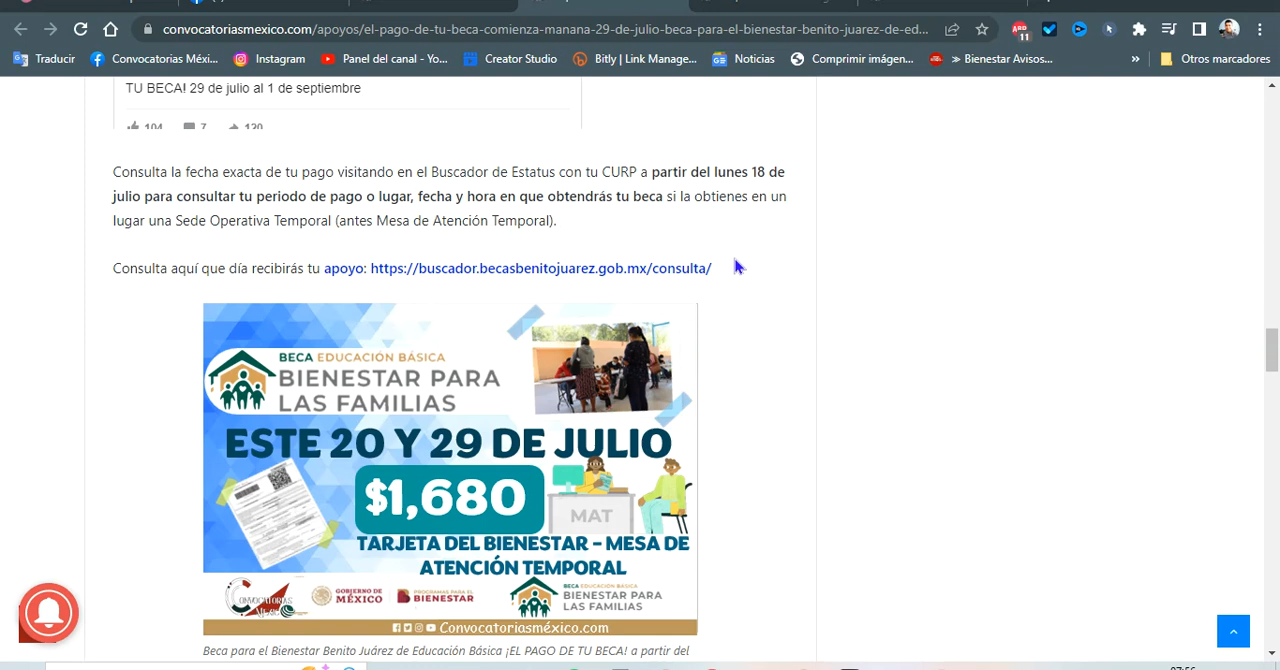 convocatoriasmexico.com/apoyos/el-pago-de-tu-beca-comienza-manana-29-de-julio-beca-para-el-bienestar-benito-juarez-de-ed...
11
Traducir
Convocatorias Méxi...
Instagram
Panel del canal - Yo...
Creator Studio
Bitly | Link Manage...
Noticias
Comprimir imágen...
≫ Bienestar Avisos...
»
Otros marcadores
TU BECA! 29 de julio al 1 de septiembre
104 7 120
Consulta la fecha exacta de tu pago visitando en el Buscador de Estatus con tu CURP a partir del lunes 18 de
julio para consultar tu periodo de pago o lugar, fecha y hora en que obtendrás tu beca si la obtienes en un
lugar una Sede Operativa Temporal (antes Mesa de Atención Temporal).
Consulta aquí que día recibirás tu apoyo: https://buscador.becasbenitojuarez.gob.mx/consulta/
BECA EDUCACIÓN BÁSICA
BIENESTAR PARA
LAS FAMILIAS
ESTE 20 Y 29 DE JULIO
$1,680
MAT
TARJETA DEL BIENESTAR - MESA DE
ATENCIÓN TEMPORAL
GOBIERNO DE
MÉXICO
PROGRAMAS PARA EL
BIENESTAR
BECA EDUCACIÓN BÁSICA
BIENESTAR PARA
LAS FAMILIAS
Convocatoriasméxico.com
Beca para el Bienestar Benito Juárez de Educación Básica ¡EL PAGO DE TU BECA! a partir del